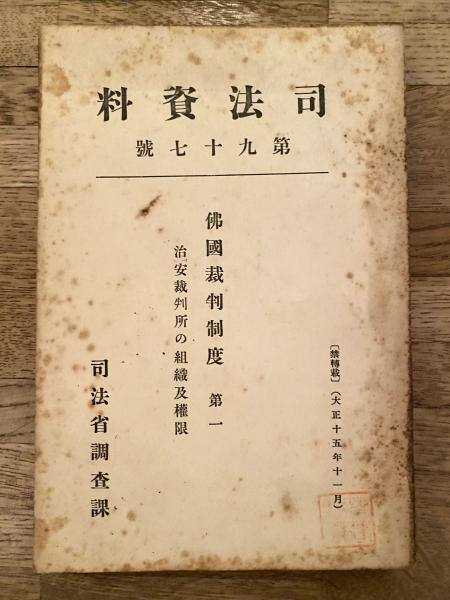 司法資料
第九十七號
〔禁轉載〕（大正十五年十一月）
佛國裁判制度 第一
治安裁判所の組織及權限
司法省調查課